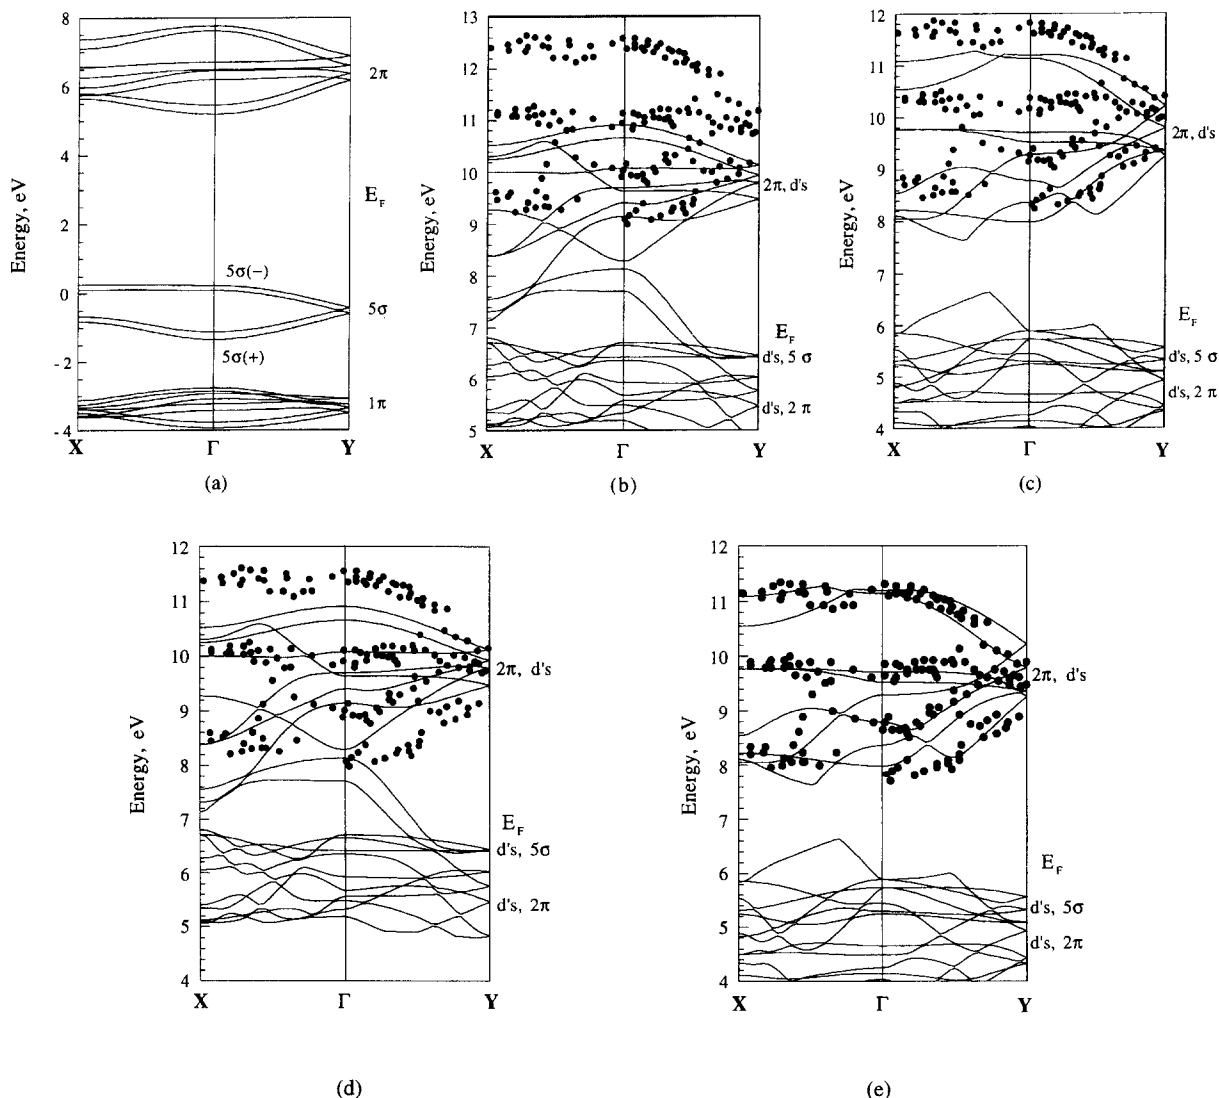 8
6
4
2
0
-2
-4
Energy, eV
2π
E_F
5σ(-)
5σ
5σ(+)
1π
X Γ Y
(a)
13
12
11
10
9
8
7
6
5
Energy, eV
2π, d's
E_F
d's, 5 σ
d's, 2 π
X Γ Y
(b)
12
11
10
9
8
7
6
5
4
Energy, eV
2π, d's
E_F
d's, 5 σ
d's, 2 π
X Γ Y
(c)
12
11
10
9
8
7
6
5
4
Energy, eV
2π, d's
E_F
d's, 5σ
d's, 2π
X Γ Y
(d)
12
11
10
9
8
7
6
5
4
Energy, eV
2π, d's
E_F
d's, 5σ
d's, 2π
X Γ Y
(e)